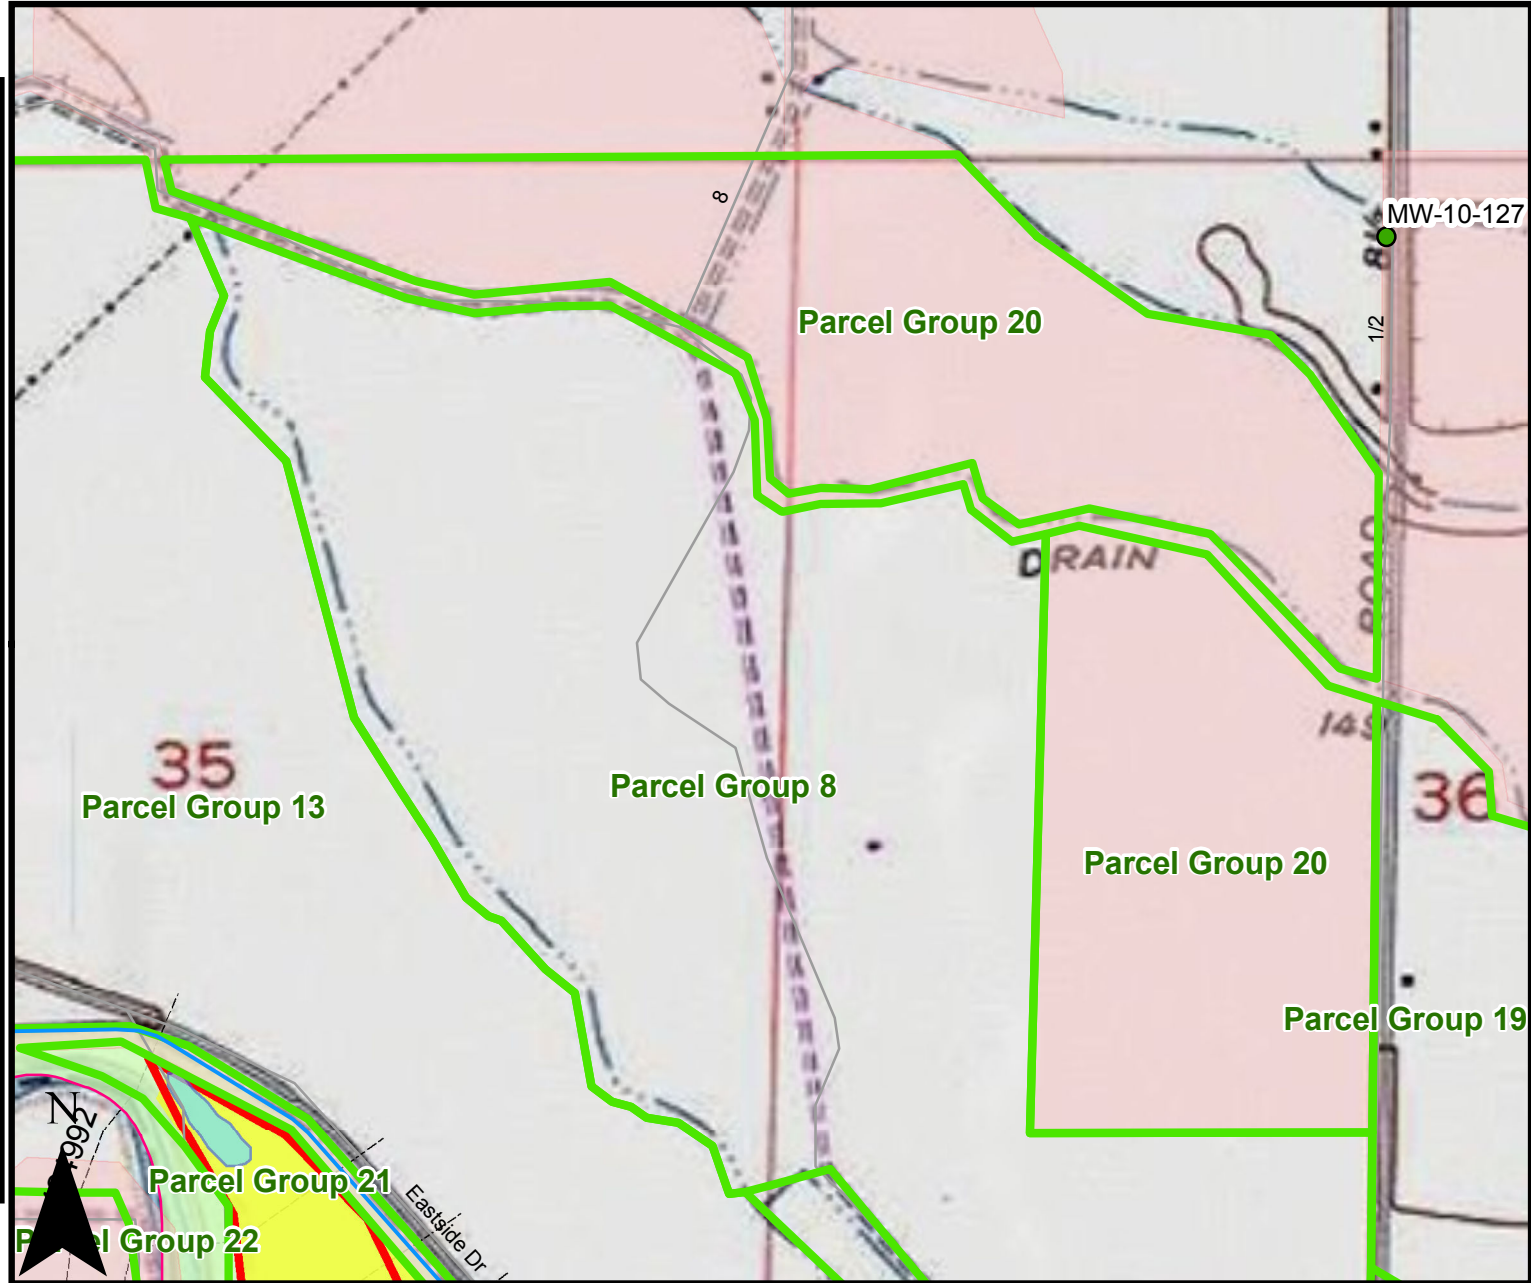 8
MW-10-127
Parcel Group 20
1/2
ROAD
DRAIN
35
Parcel Group 13
Parcel Group 8
36
Parcel Group 20
Parcel Group 19
N
Parcel Group 21
Eastside Dr
Group 22